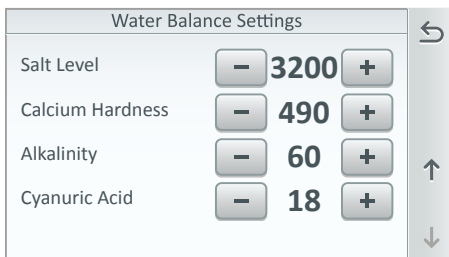 Water Balance Settings
Salt Level − 3200 +
Calcium Hardness − 490 +
Alkalinity − 60 +
Cyanuric Acid − 18 +